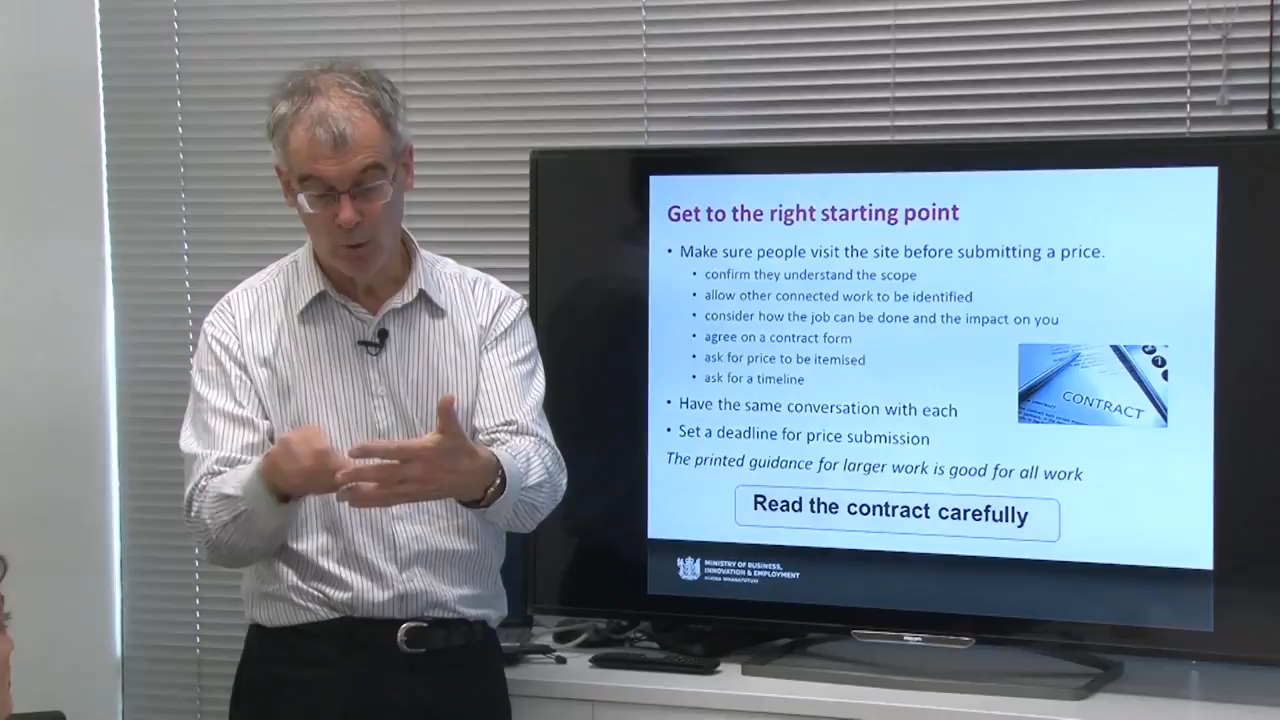 Get to the right starting point
• Make sure people visit the site before submitting a price.
• confirm they understand the scope
• allow other connected work to be identified
• consider how the job can be done and the impact on you
• agree on a contract form
• ask for price to be itemised
• ask for a timeline
CONTRACT
• Have the same conversation with each
• Set a deadline for price submission
The printed guidance for larger work is good for all work
Read the contract carefully
MINISTRY OF BUSINESS,
INNOVATION & EMPLOYMENT
HĪKINA WHAKATUTUKI
PHILIPS